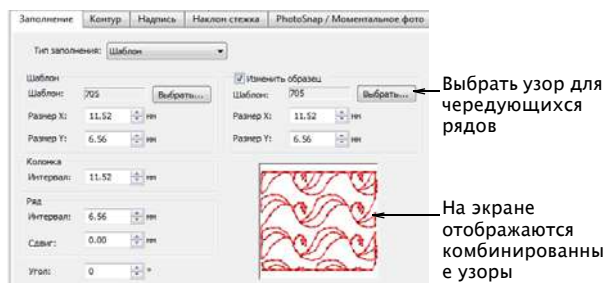 Заполнение Контур Надпись Наклон стежка PhotoSnap / Моментальное фото
Тип заполнения: Шаблон
Шаблон
Шаблон: 705 Выбрать...
Размер X: 11.52 мм
Размер Y: 6.56 мм
Колонка
Интервал: 11.52 мм
Ряд
Интервал: 6.56 мм
Сдвиг: 0.00 мм
Угол: 0 °
Изменить образец
Шаблон: 705 Выбрать...
Размер X: 11.52 мм
Размер Y: 6.56 мм
Выбрать узор для
чередующихся
рядов
На экране
отображаются
комбинированны
е узоры